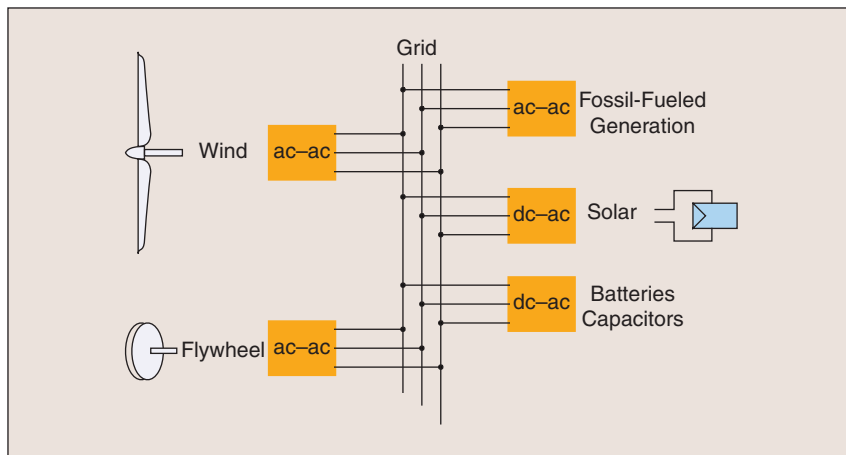 Grid
Wind
ac–ac
ac–ac
Fossil-Fueled
Generation
dc–ac
Solar
dc–ac
Batteries
Capacitors
Flywheel
ac–ac